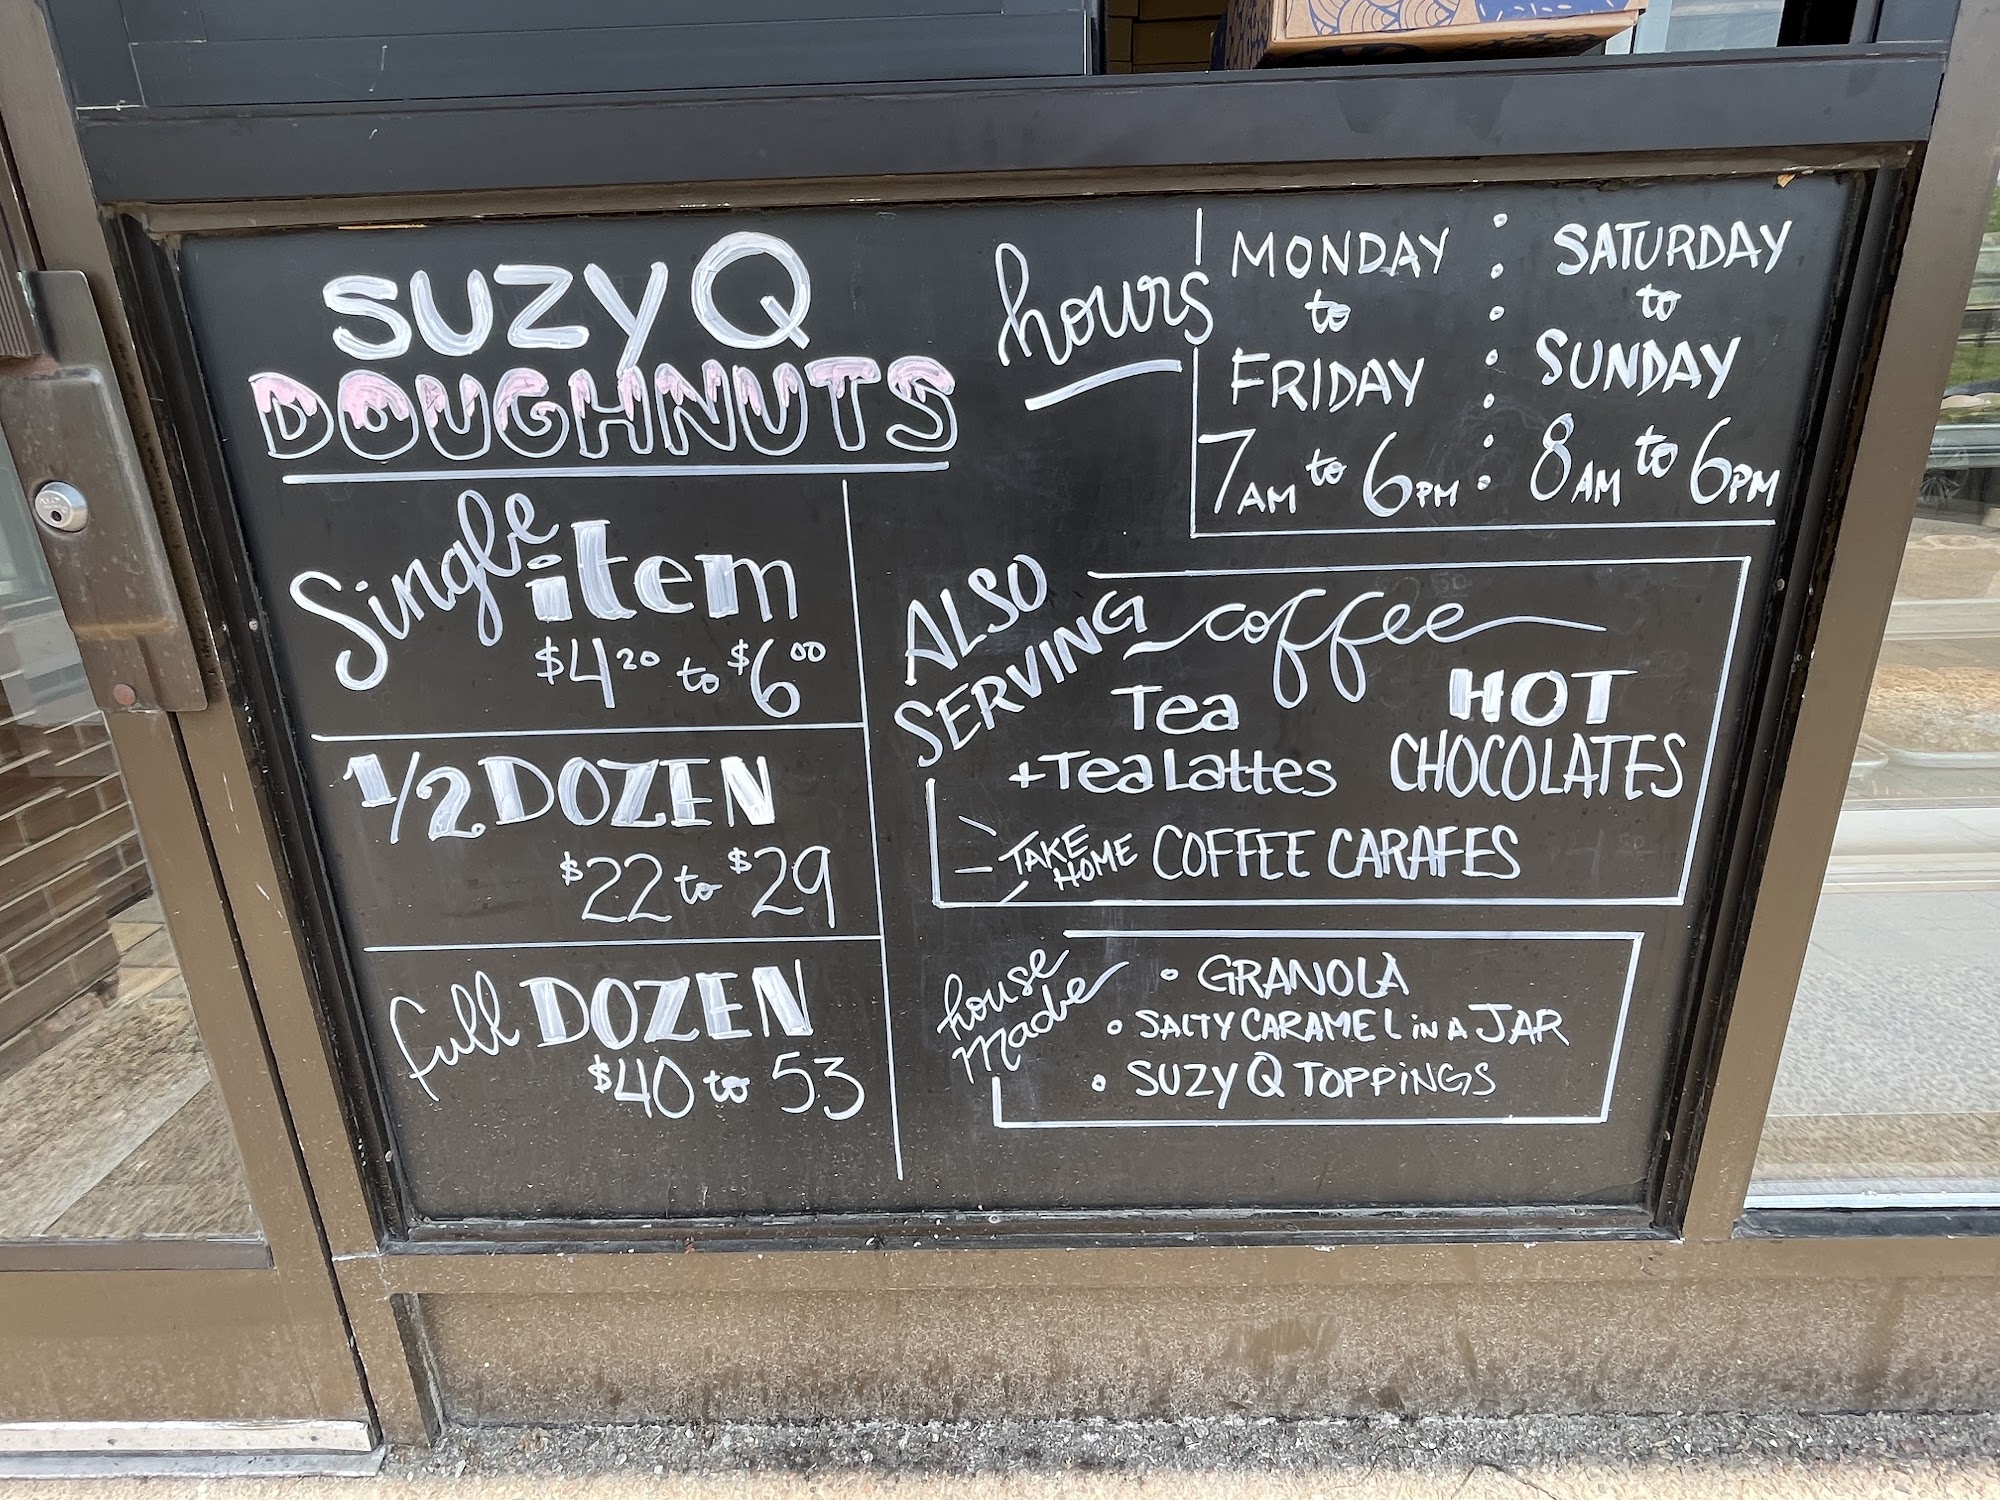 SUZY Q
DOUGHNUTS
Single item
$4.20 to $6.00
1/2 DOZEN
$22 to $29
full DOZEN
$40 to 53
hours
MONDAY
to
FRIDAY
7AM to 6PM
SATURDAY
to
SUNDAY
8AM to 6PM
ALSO
SERVING
coffee
Tea
+ Tea Lattes
HOT
CHOCOLATES
TAKE HOME COFFEE CARAFES
house
made
• GRANOLA
• SALTY CARAMEL iN A JAR
• SUZY Q TOPPiNGS